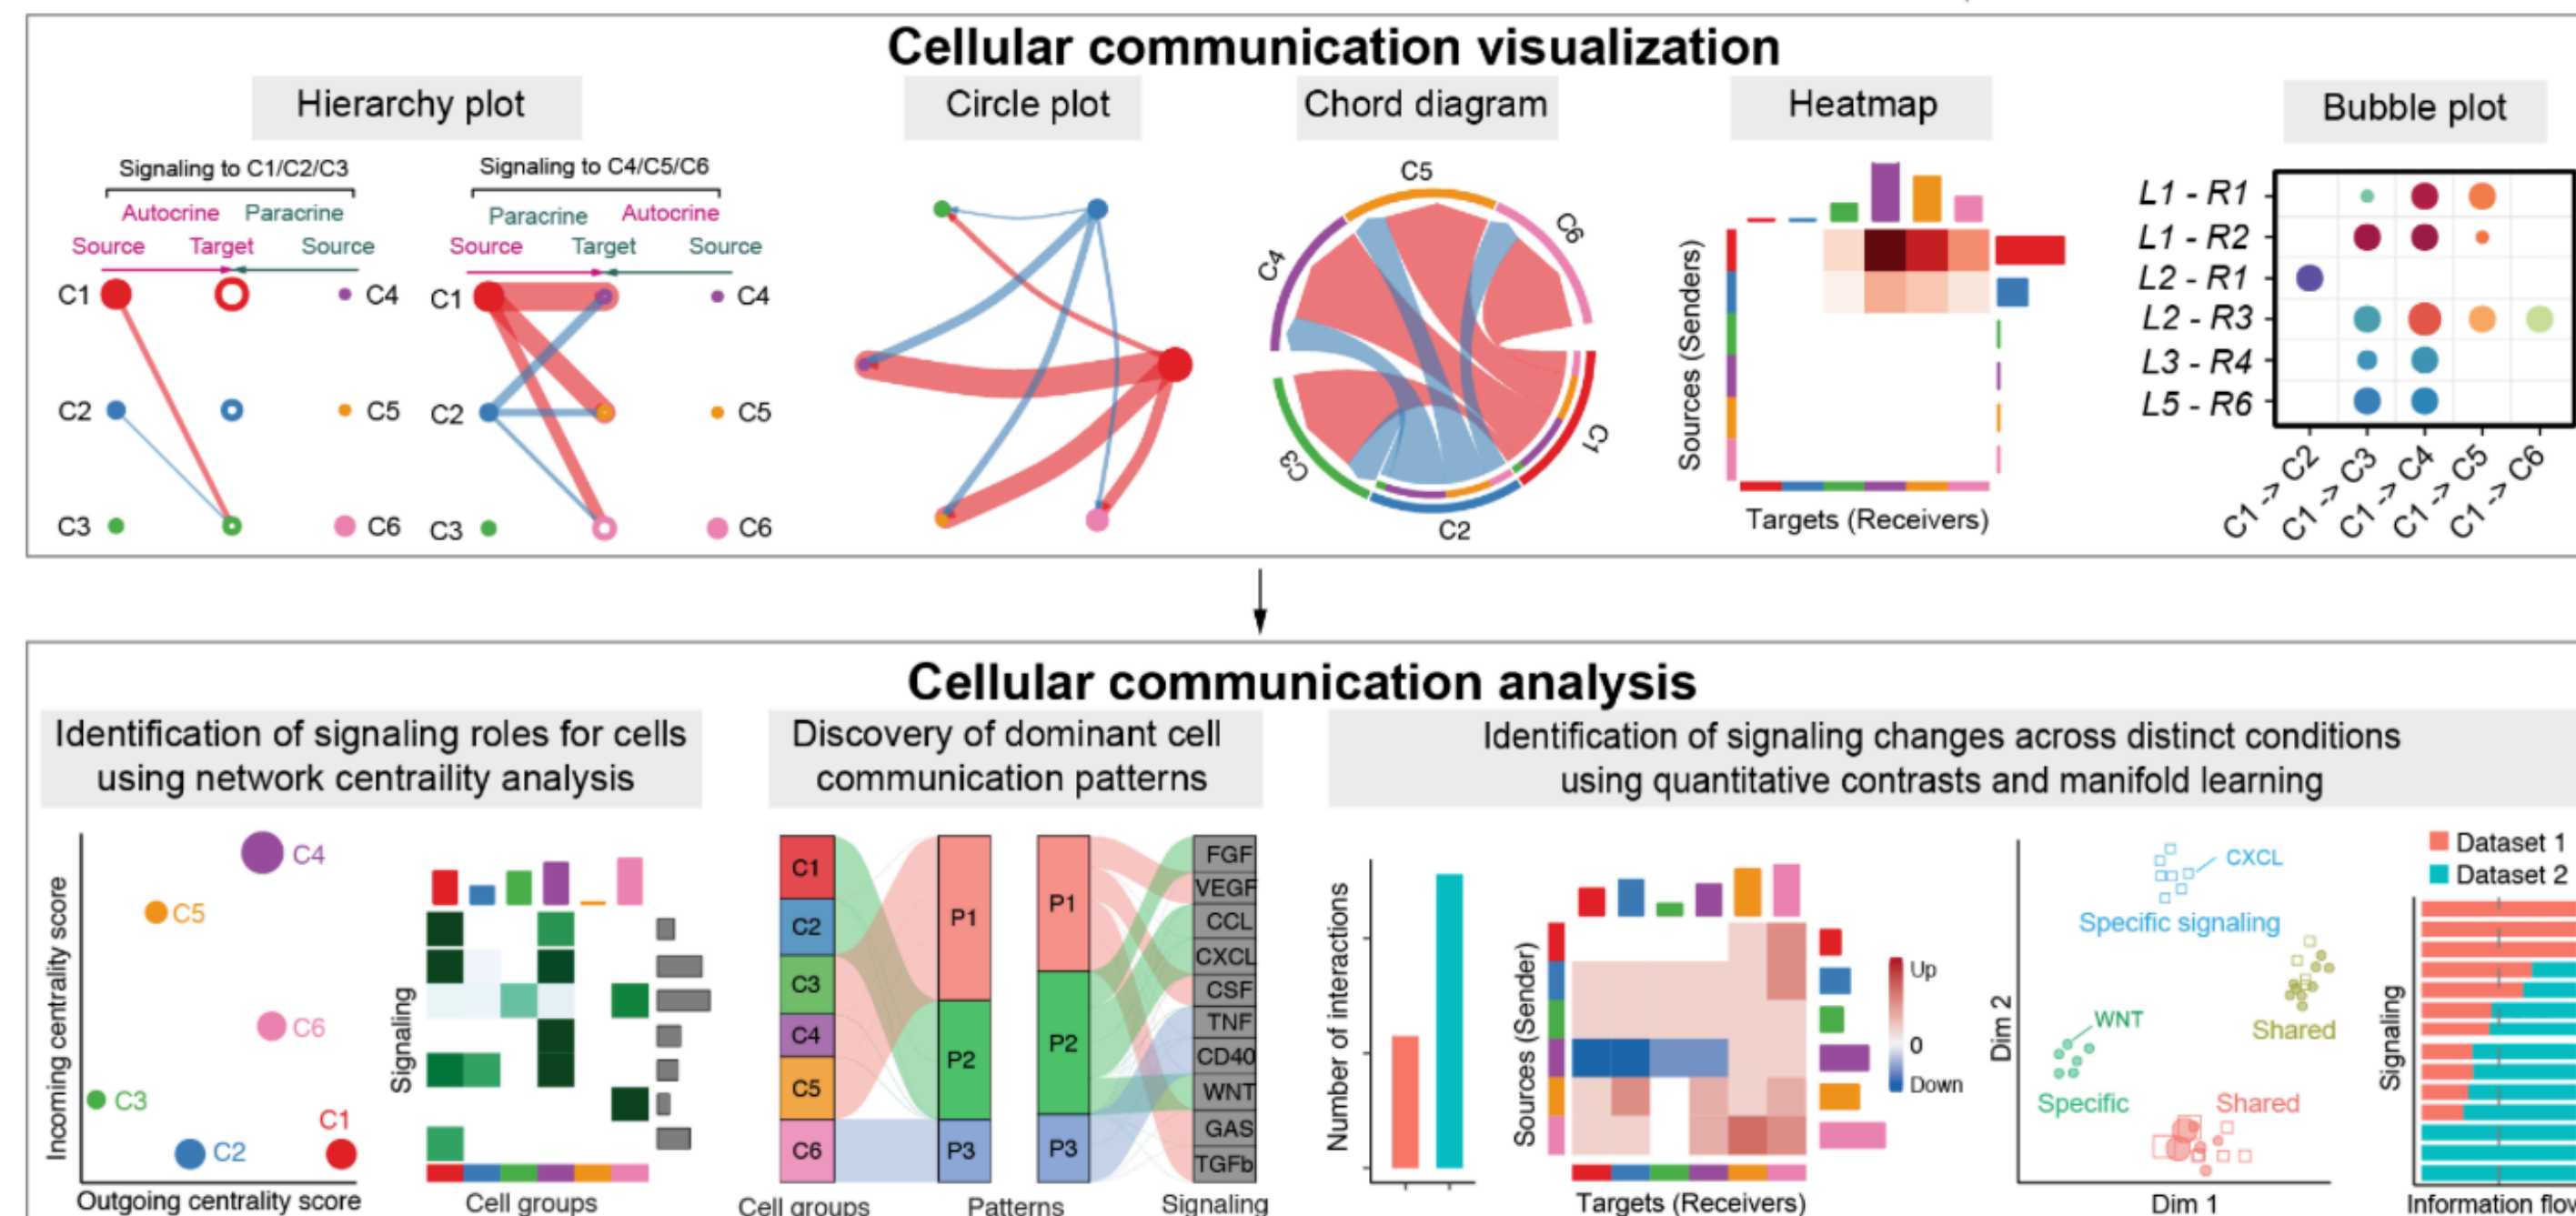 Cellular communication visualization
Hierarchy plot
Circle plot
Chord diagram
Heatmap
Bubble plot
Signaling to C1/C2/C3
Autocrine Paracrine
Source Target Source
C1 C4
C2 C5
C3 C6
Signaling to C4/C5/C6
Paracrine Autocrine
Source Target Source
C1 C4
C2 C5
C3 C6
C5
C6
C4
C1
C3
C2
Sources (Senders)
Targets (Receivers)
L1 - R1
L1 - R2
L2 - R1
L2 - R3
L3 - R4
L5 - R6
C1 -> C2
C1 -> C3
C1 -> C4
C1 -> C5
C1 -> C6
Cellular communication analysis
Identification of signaling roles for cells
using network centraility analysis
Discovery of dominant cell
communication patterns
Identification of signaling changes across distinct conditions
using quantitative contrasts and manifold learning
Incoming centrality score
C4
C5
C6
C3
C1
C2
Outgoing centrality score
Signaling
Cell groups
C1
C2
C3
C4
C5
C6
Cell groups
P1
P2
P3
Patterns
P1
P2
P3
FGF
VEGF
CCL
CXCL
CSF
TNF
CD40
WNT
GAS
TGFb
Signaling
Number of interactions
Sources (Sender)
Targets (Receivers)
Up
0
Down
Dim 2
CXCL
Specific signaling
Shared
WNT
Specific
Shared
Dim 1
Dataset 1
Dataset 2
Signaling
Information flow